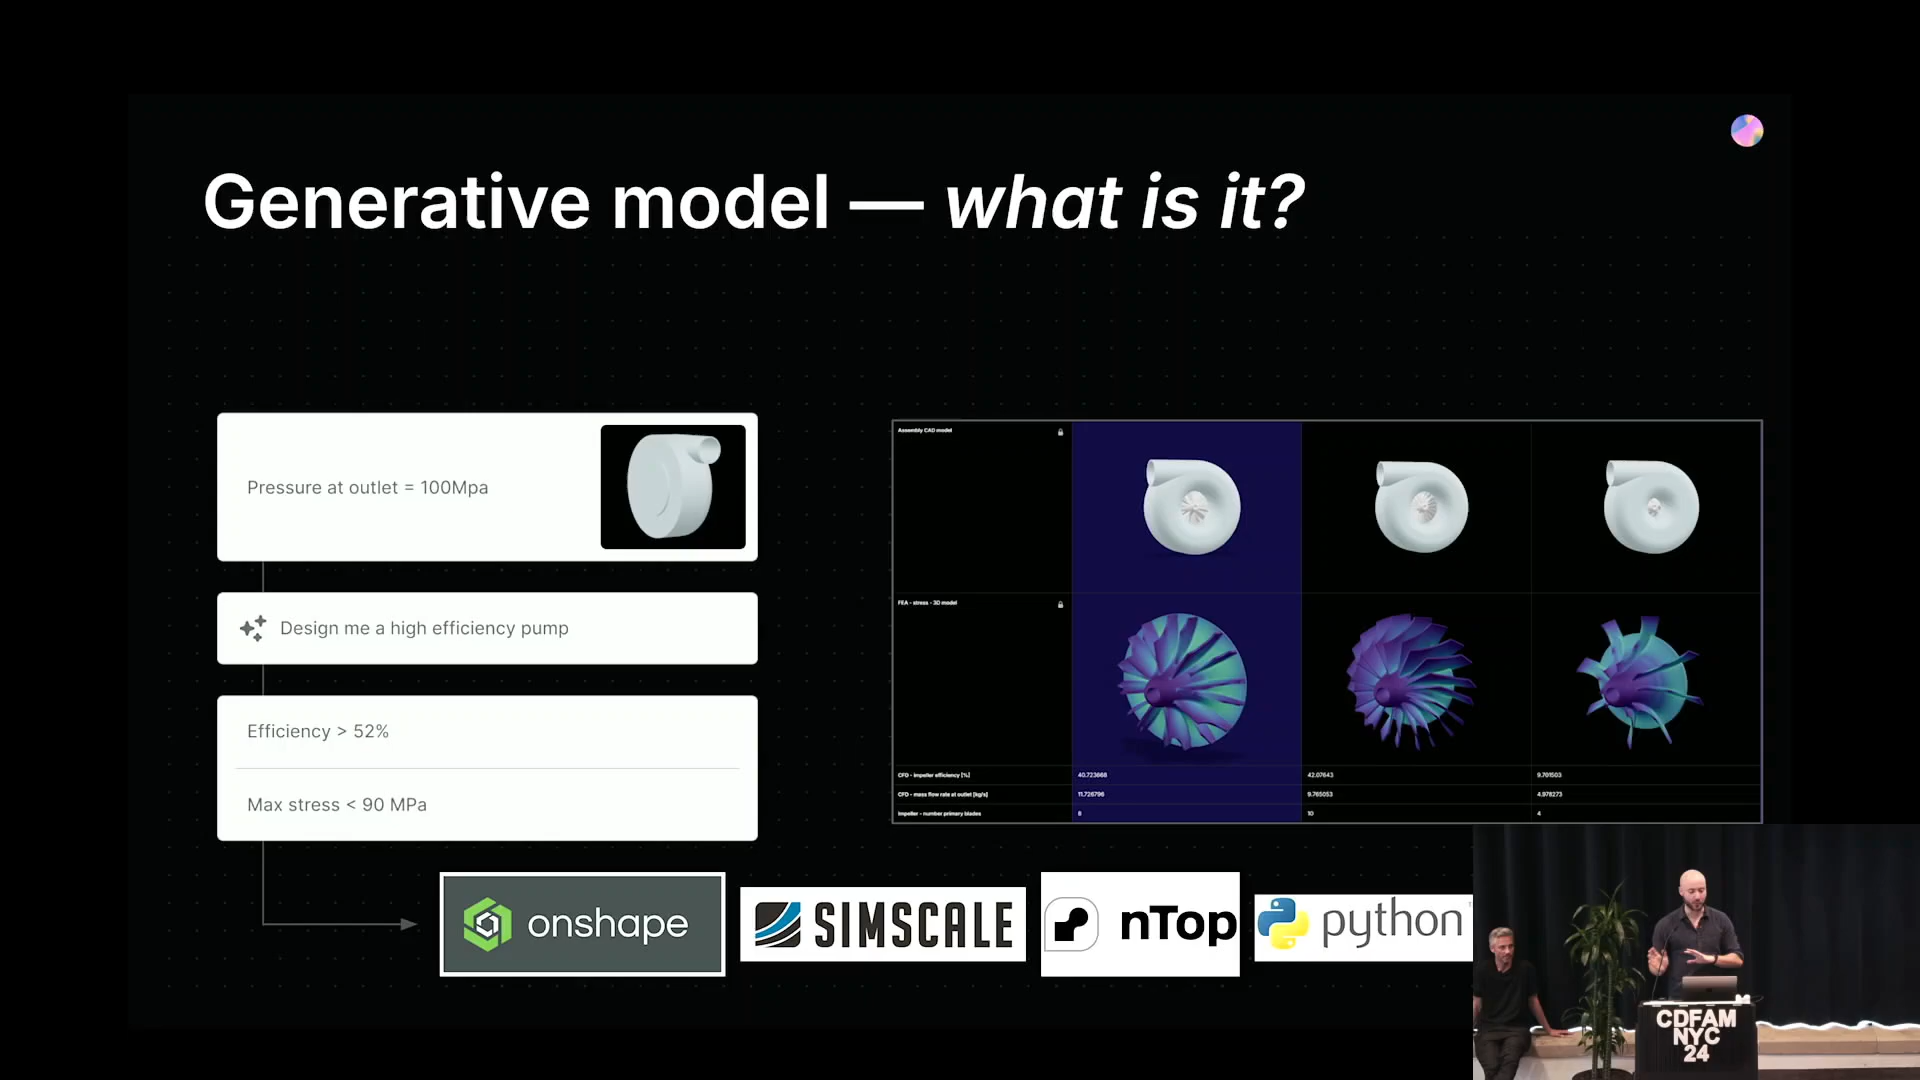 Generative model — what is it?
Pressure at outlet = 100Mpa
Design me a high efficiency pump
Efficiency > 52%
Max stress < 90 MPa
Assembly CAD model
FEA - stress - 3D model
CFD - impeller efficiency [%] 40.723668 42.07643 9.701503
CFD - mass flow rate at outlet [kg/s] 11.726796 9.765053 4.978273
Impeller - number primary blades 8 10 4
onshape
SIMSCALE
nTop
python
CDFAM
NYC
24